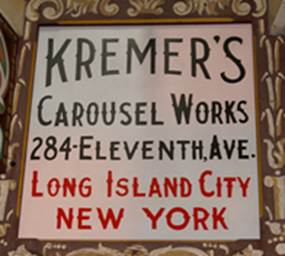 KREMER'S
CAROUSEL WORKS
284-ELEVENTH, AVE.
LONG ISLAND CITY
NEW YORK